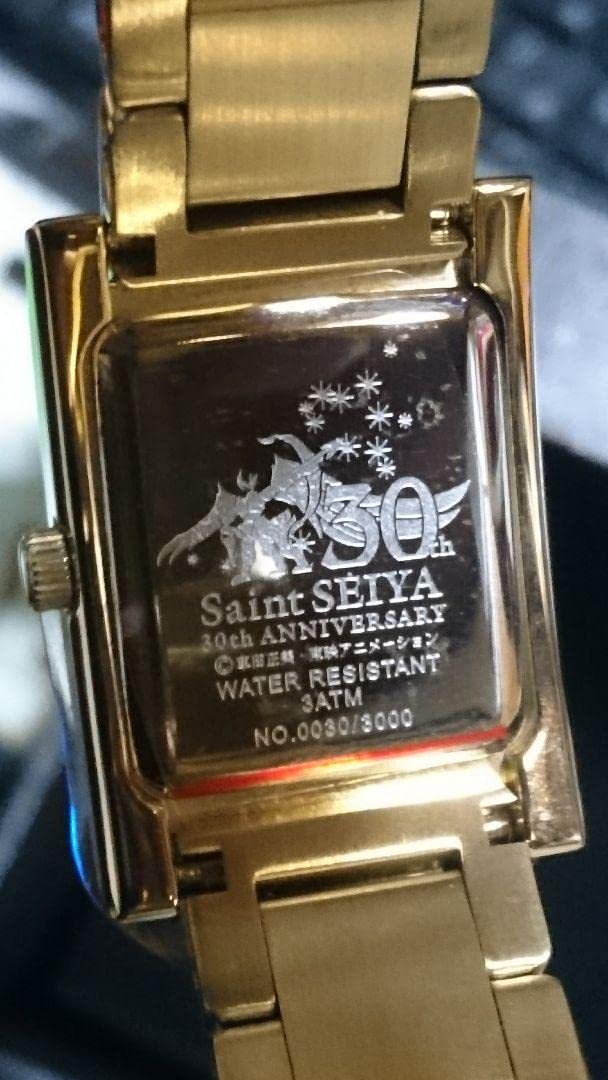 30th
Saint SEIYA
30th ANNIVERSARY
©車田正美・東映アニメーション
WATER RESISTANT
3ATM
NO.0030/3000